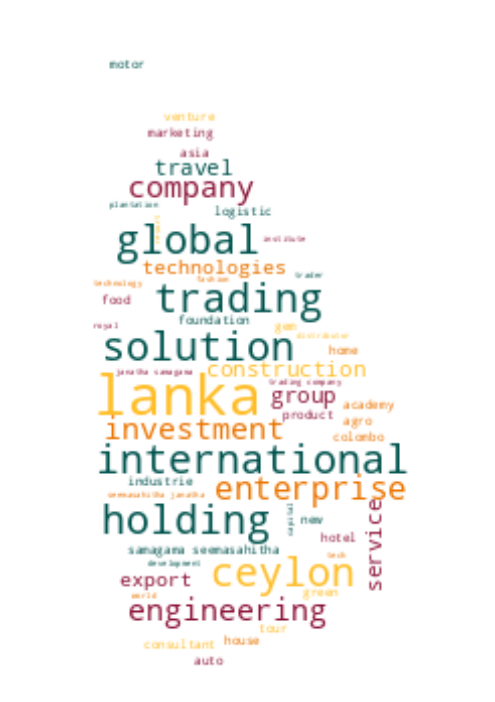 motor
venture
marketing
asia
travel
company
plantation
logistic
global
resort
institute
technologies
trader
fashion
technology
food
trading
foundation
royal
gem
distributor
solution
home
construction
janatha samagama
trading company
lanka
group
academy
product
agro
investment
colombo
international
industrie
enterprise
seemasahitha janatha
holding
capital
new
service
hotel
samagama seemasahitha
tech
development
ceylon
export
green
world
engineering
tour
house
consultant
auto